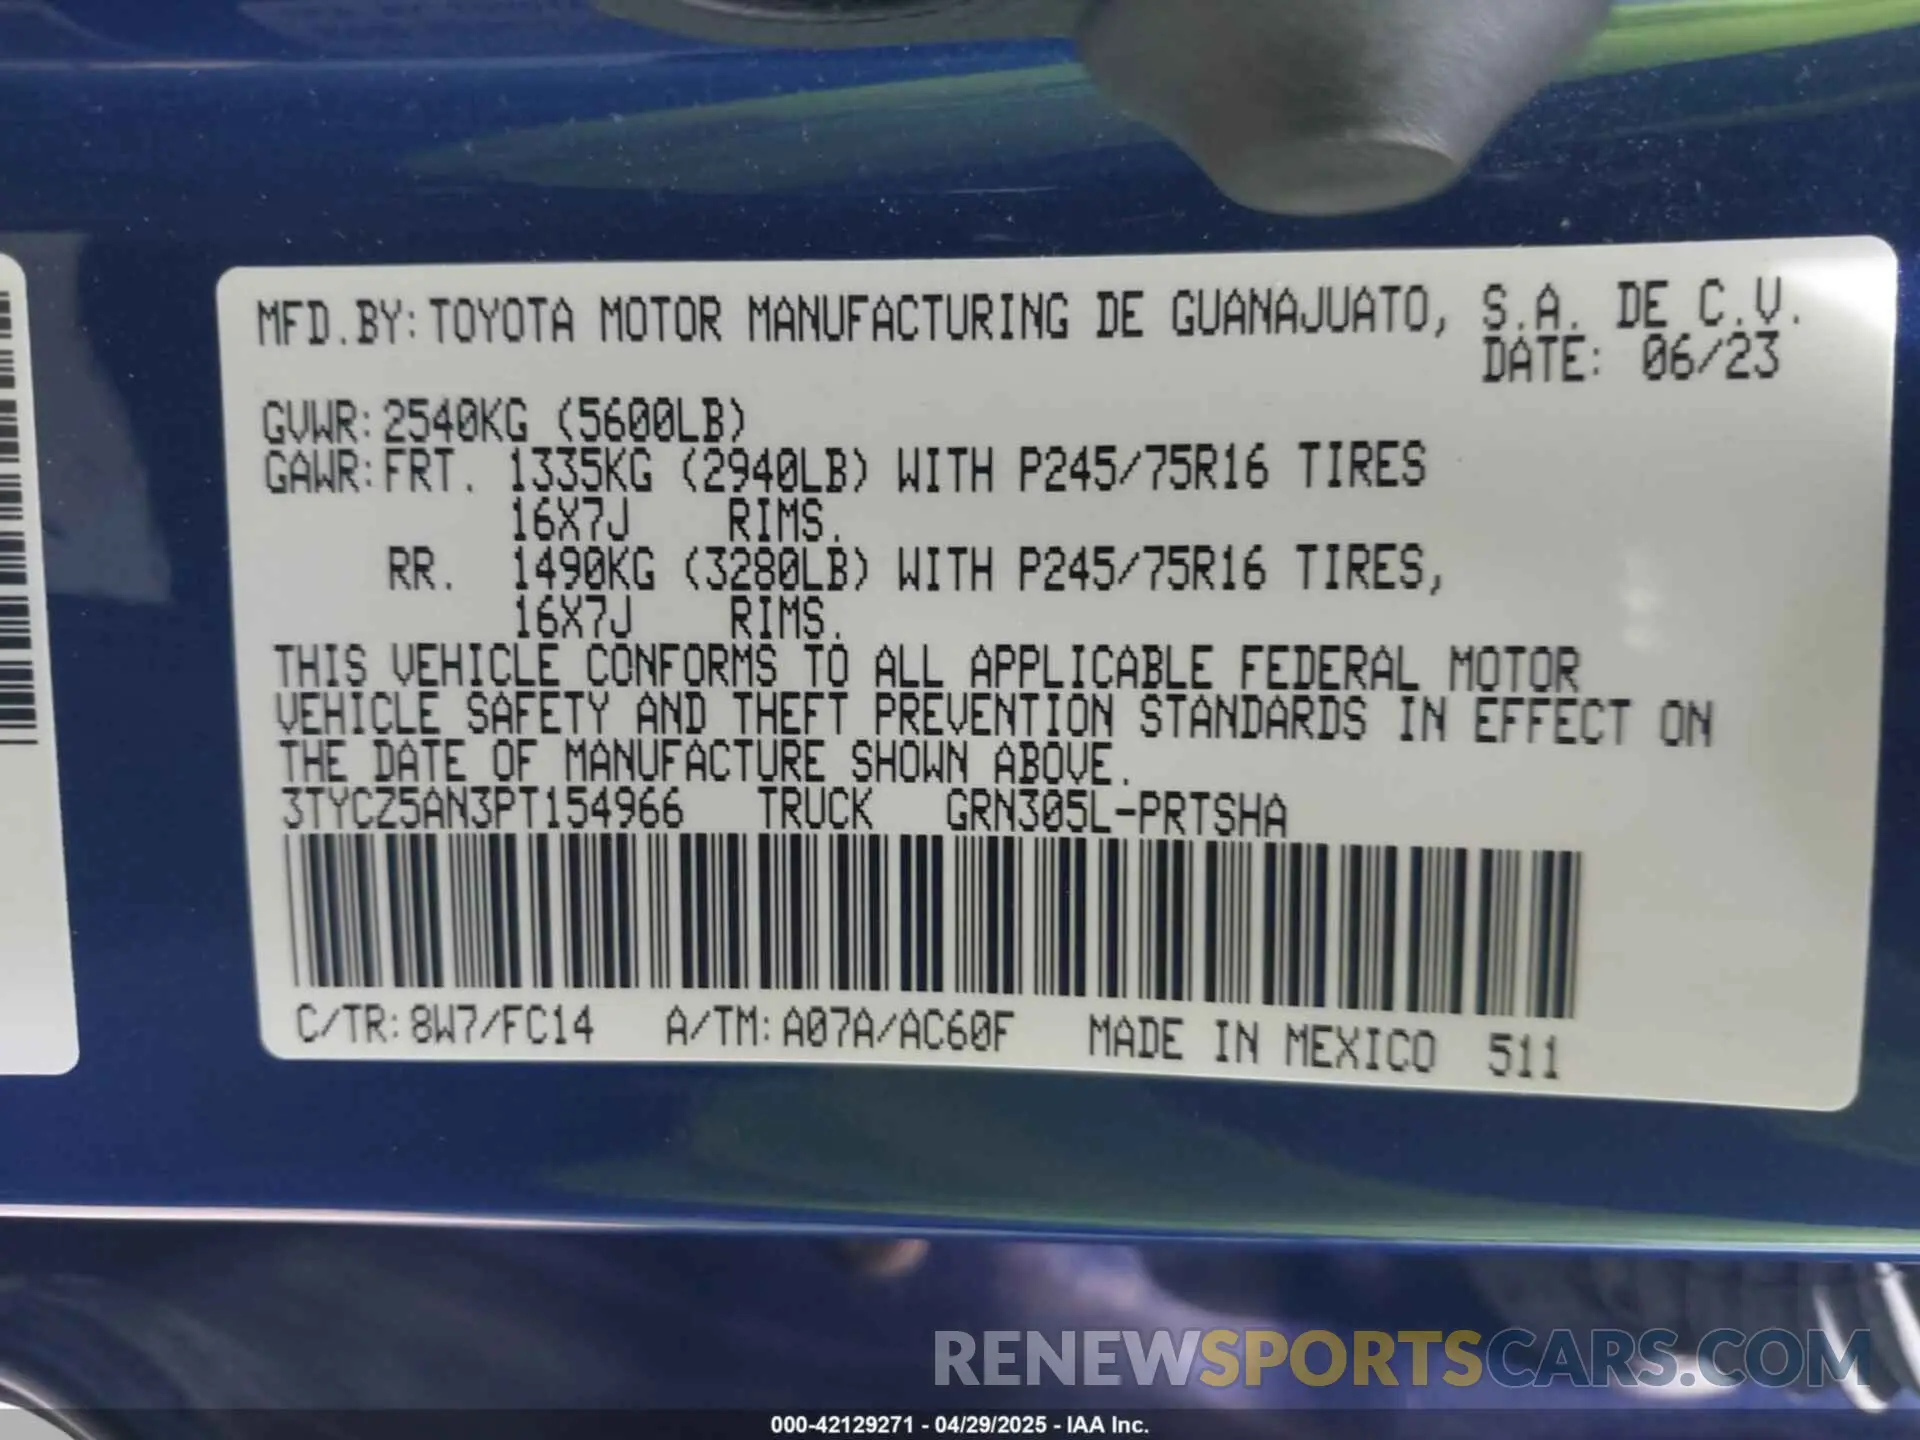 MFD.BY:TOYOTA MOTOR MANUFACTURING DE GUANAJUATO, S.A. DE C.V.
DATE: 06/23
GVWR:2540KG (5600LB)
GAWR:FRT. 1335KG (2940LB) WITH P245/75R16 TIRES
16X7J RIMS.
RR. 1490KG (3280LB) WITH P245/75R16 TIRES,
16X7J RIMS.
THIS VEHICLE CONFORMS TO ALL APPLICABLE FEDERAL MOTOR
VEHICLE SAFETY AND THEFT PREVENTION STANDARDS IN EFFECT ON
THE DATE OF MANUFACTURE SHOWN ABOVE.
3TYCZ5AN3PT154966 TRUCK GRN305L-PRTSHA
C/TR:8W7/FC14 A/TM:A07A/AC60F MADE IN MEXICO 511
RENEWSPORTSCARS.COM
000-42129271 - 04/29/2025 - IAA Inc.